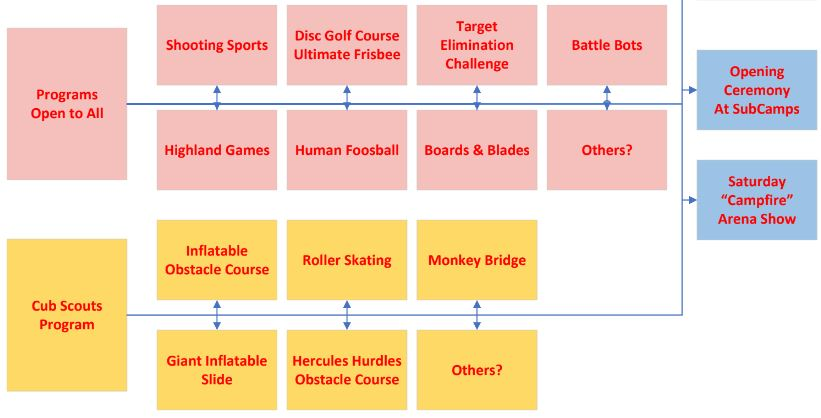 Programs
Open to All
Shooting Sports
Disc Golf Course
Ultimate Frisbee
Target
Elimination
Challenge
Battle Bots
Highland Games
Human Foosball
Boards & Blades
Others?
Opening
Ceremony
At SubCamps
Saturday
“Campfire”
Arena Show
Cub Scouts
Program
Inflatable
Obstacle Course
Roller Skating
Monkey Bridge
Giant Inflatable
Slide
Hercules Hurdles
Obstacle Course
Others?